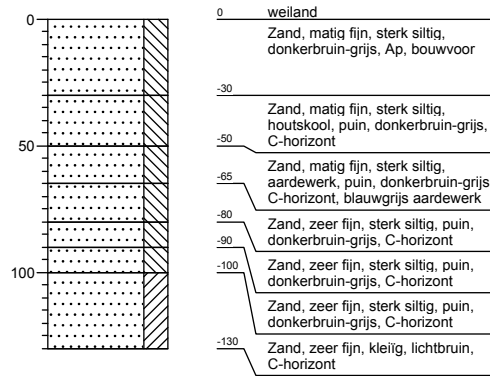 0
50
100
0 weiland
Zand, matig fijn, sterk siltig,
donkerbruin-grijs, Ap, bouwvoor
-30
Zand, matig fijn, sterk siltig,
houtskool, puin, donkerbruin-grijs,
C-horizont
-50
Zand, matig fijn, sterk siltig,
aardewerk, puin, donkerbruin-grijs
C-horizont, blauwgrijs aardewerk
-65
Zand, zeer fijn, sterk siltig, puin,
donkerbruin-grijs, C-horizont
-80
Zand, zeer fijn, sterk siltig, puin,
donkerbruin-grijs, C-horizont
-90
Zand, zeer fijn, sterk siltig, puin,
donkerbruin-grijs, C-horizont
-100
Zand, zeer fijn, kleiïg, lichtbruin,
C-horizont
-130